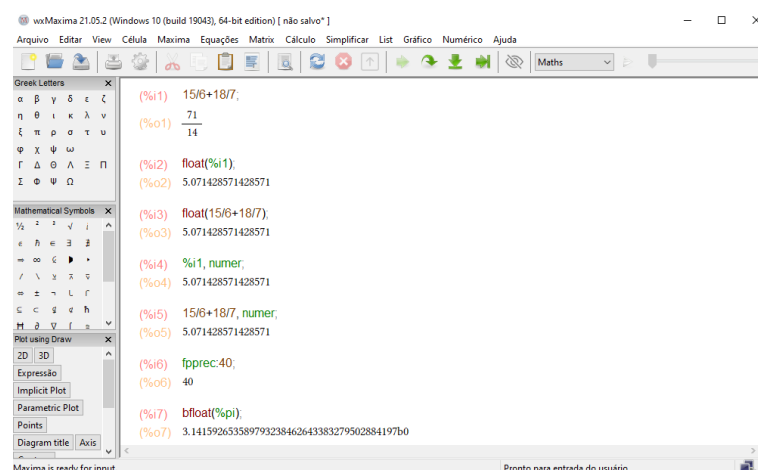 wxMaxima 21.05.2 (Windows 10 (build 19043), 64-bit edition) [ não salvo* ]
Arquivo Editar View Célula Maxima Equações Matrix Cálculo Simplificar List Gráfico Numérico Ajuda
Maths
Greek Letters
α β γ δ ε ζ
η θ ι κ λ ν
ξ π ρ σ τ υ
φ χ ψ ω
Γ Δ Θ Λ Ξ Π
Σ Φ Ψ Ω
Mathematical Symbols
½ ² ³ √ i
Plot using Draw
2D 3D
Expressão
Implicit Plot
Parametric Plot
Points
Diagram title Axis
(%i1) 15/6+18/7;
(%o1) 71
14
(%i2) float(%i1);
(%o2) 5.071428571428571
(%i3) float(15/6+18/7);
(%o3) 5.071428571428571
(%i4) %i1, numer;
(%o4) 5.071428571428571
(%i5) 15/6+18/7, numer;
(%o5) 5.071428571428571
(%i6) fpprec:40;
(%o6) 40
(%i7) bfloat(%pi);
(%o7) 3.141592653589793238462643383279502884197b0
Maxima is ready for input.
Pronto para entrada do usuário